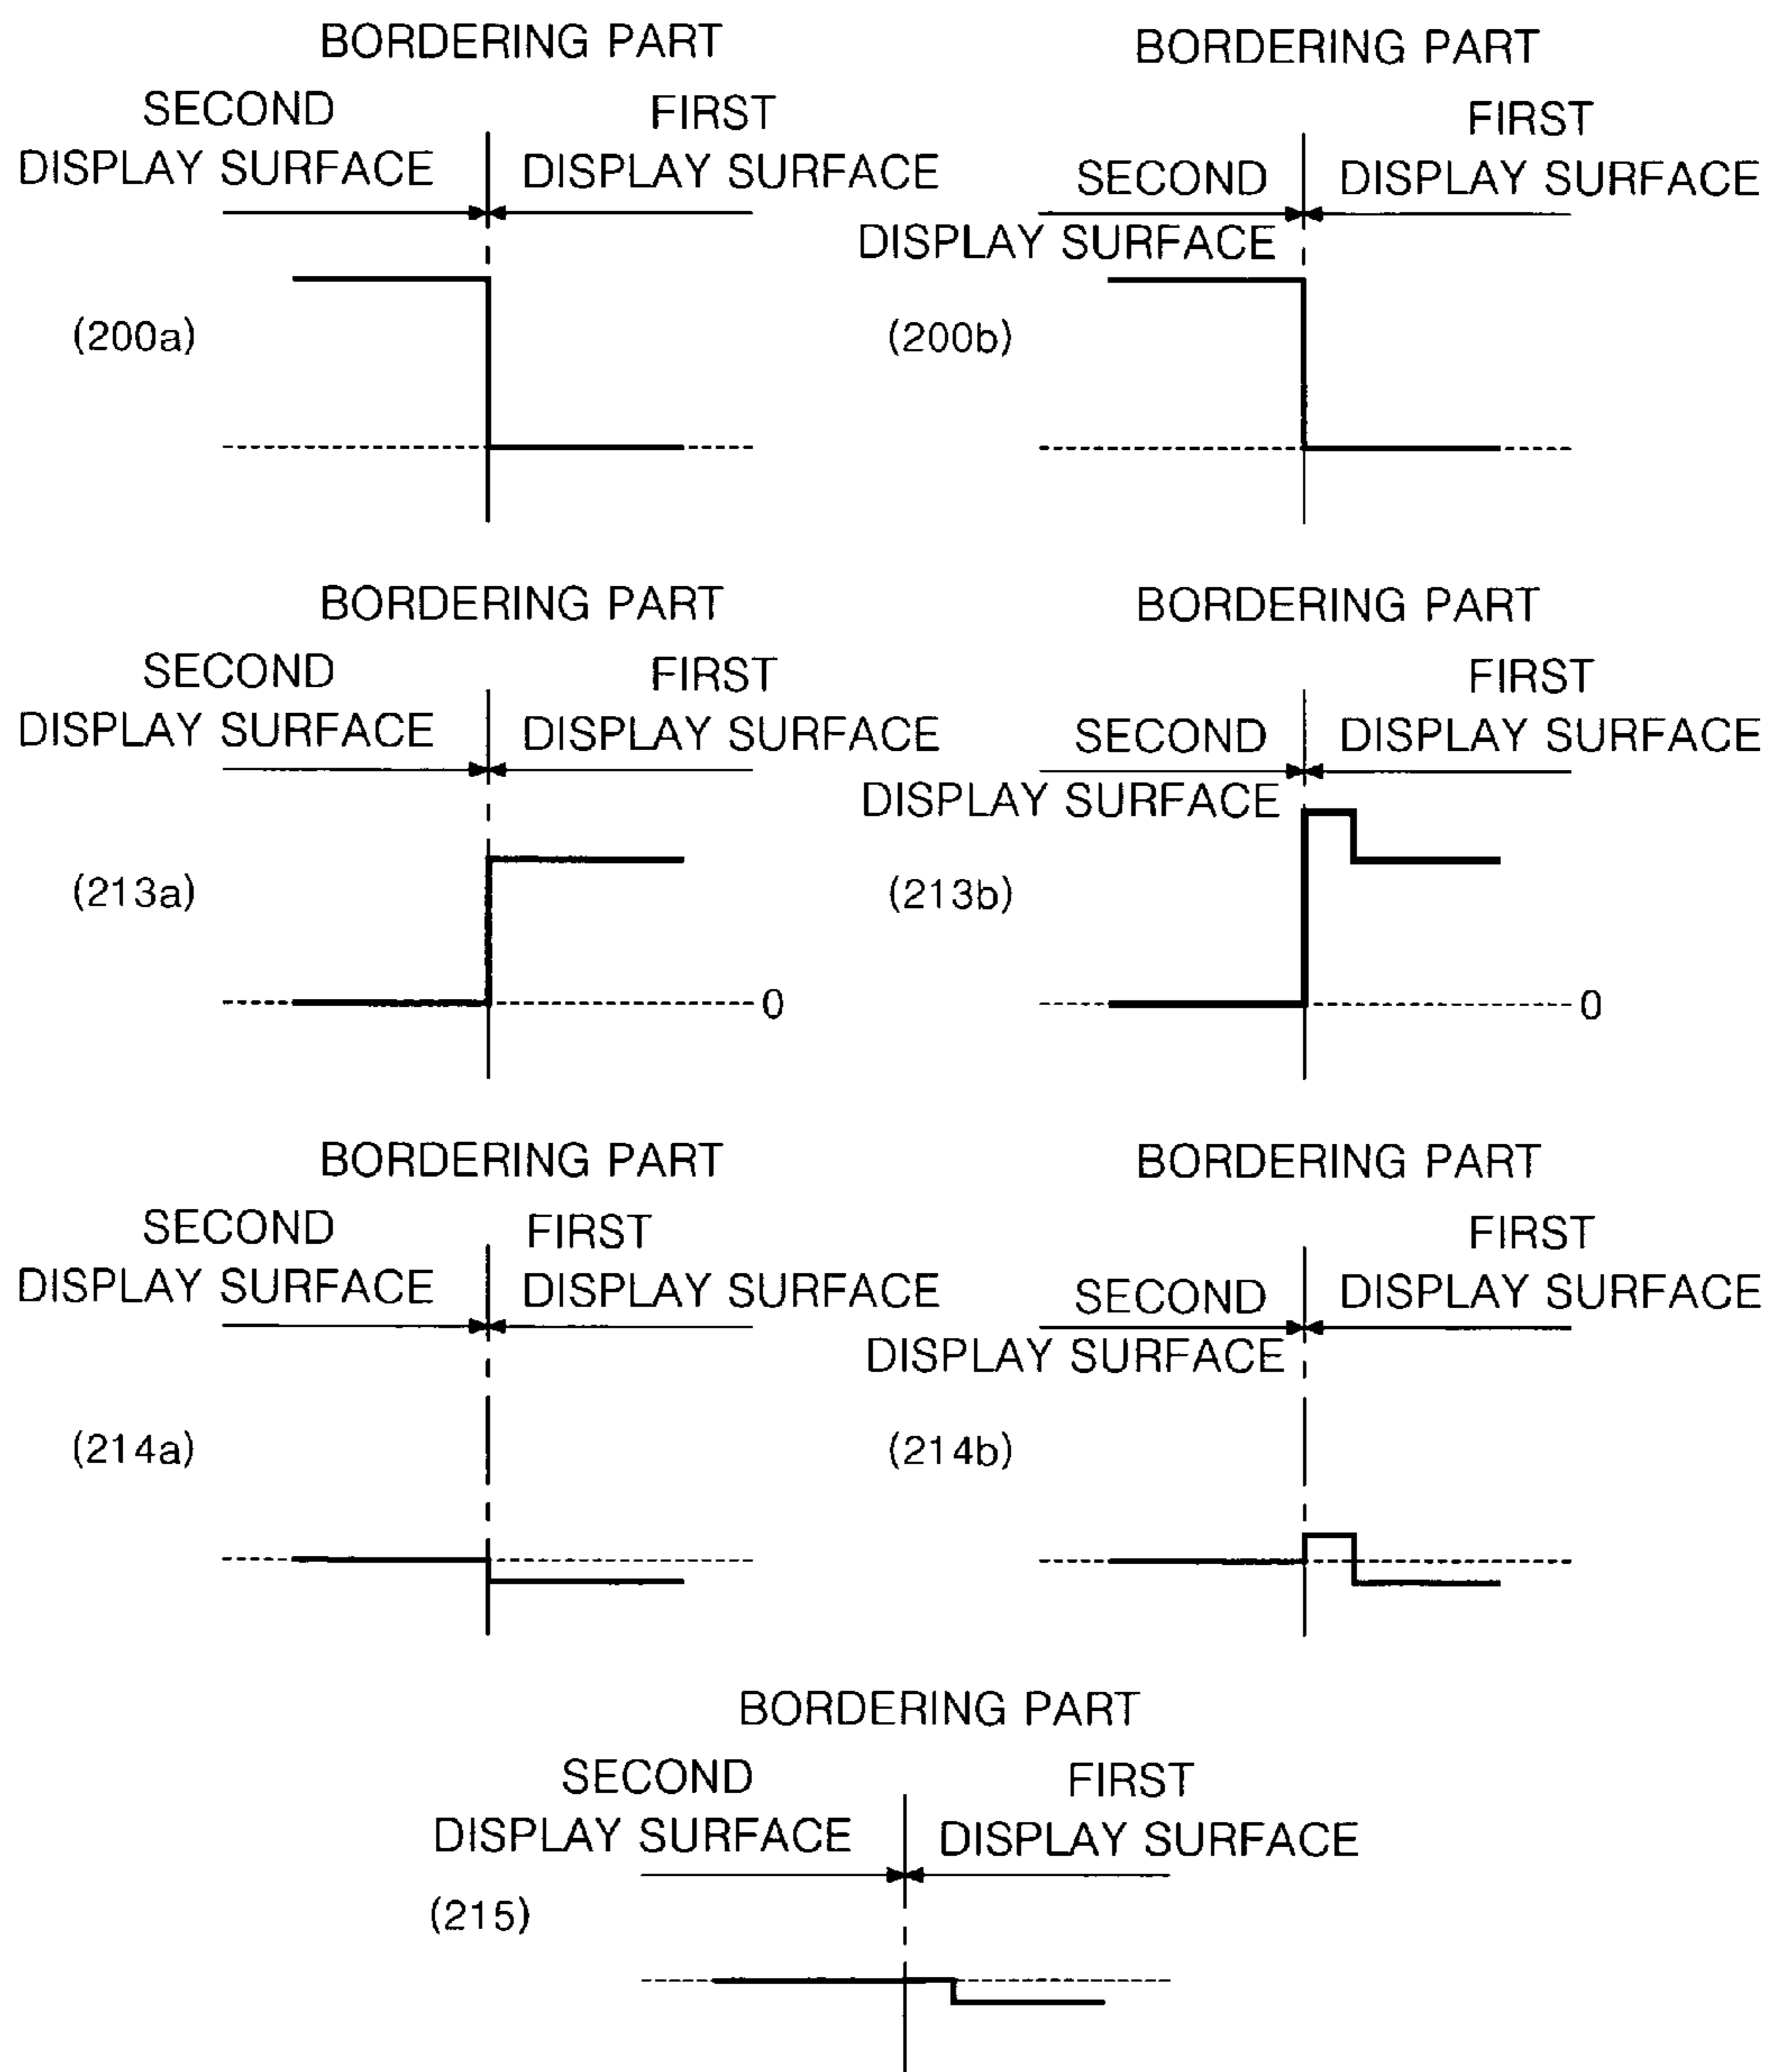 BORDERING PART
SECOND
DISPLAY SURFACE
FIRST
DISPLAY SURFACE
(200a)
BORDERING PART
SECOND
DISPLAY SURFACE
FIRST
DISPLAY SURFACE
(200b)
BORDERING PART
SECOND
DISPLAY SURFACE
FIRST
DISPLAY SURFACE
(213a)
0
BORDERING PART
SECOND
DISPLAY SURFACE
FIRST
DISPLAY SURFACE
(213b)
0
BORDERING PART
SECOND
DISPLAY SURFACE
FIRST
DISPLAY SURFACE
(214a)
BORDERING PART
SECOND
DISPLAY SURFACE
FIRST
DISPLAY SURFACE
(214b)
BORDERING PART
SECOND
DISPLAY SURFACE
FIRST
DISPLAY SURFACE
(215)